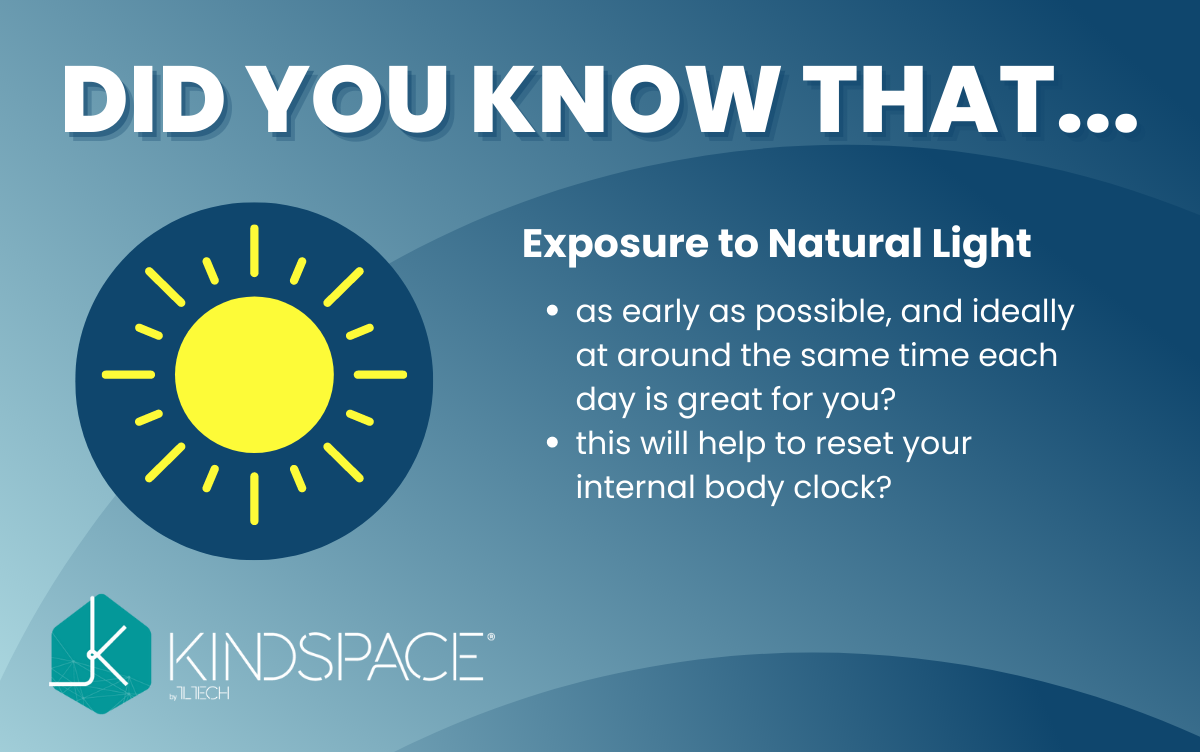 DID YOU KNOW THAT...
Exposure to Natural Light
• as early as possible, and ideally
at around the same time each
day is great for you?
• this will help to reset your
internal body clock?
KINDSPACE®
by 1L1TECH